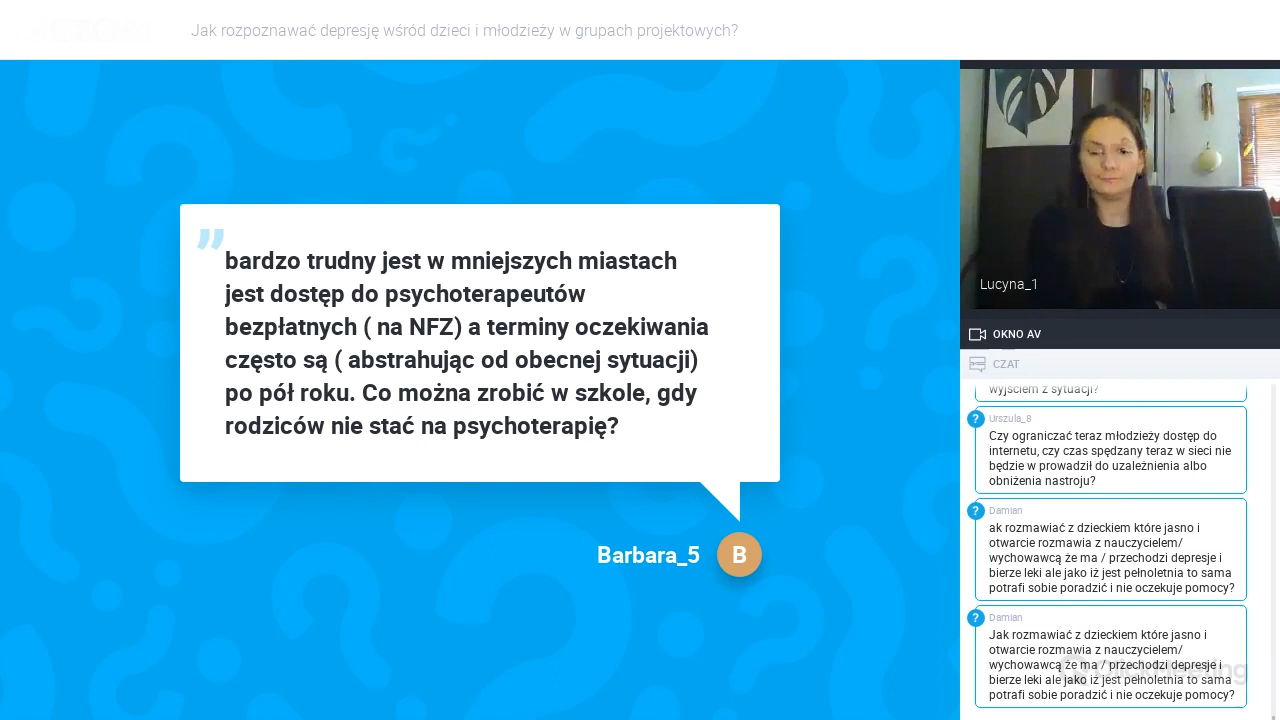 Jak rozpoznawać depresję wśród dzieci i młodzieży w grupach projektowych?
”
bardzo trudny jest w mniejszych miastach
jest dostęp do psychoterapeutów
bezpłatnych ( na NFZ) a terminy oczekiwania
często są ( abstrahując od obecnej sytuacji)
po pół roku. Co można zrobić w szkole, gdy
rodziców nie stać na psychoterapię?
Barbara_5
B
Lucyna_1
OKNO AV
CZAT
wyjściem z sytuacji?
?
Urszula_8
Czy ograniczać teraz młodzieży dostęp do
internetu, czy czas spędzany teraz w sieci nie
będzie w prowadził do uzależnienia albo
obniżenia nastroju?
?
Damian
ak rozmawiać z dzieckiem które jasno i
otwarcie rozmawia z nauczycielem/
wychowawcą że ma / przechodzi depresje i
bierze leki ale jako iż jest pełnoletnia to sama
potrafi sobie poradzić i nie oczekuje pomocy?
?
Damian
Jak rozmawiać z dzieckiem które jasno i
otwarcie rozmawia z nauczycielem/
wychowawcą że ma / przechodzi depresje i
bierze leki ale jako iż jest pełnoletnia to sama
potrafi sobie poradzić i nie oczekuje pomocy?
ClickMeeting